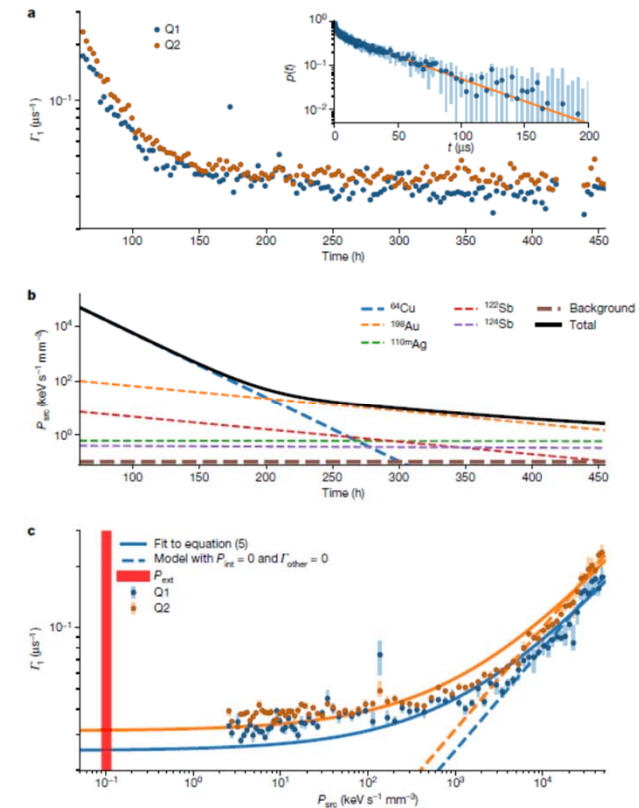 a
Q1
Q2
Γ₁ (μs⁻¹)
10⁻¹
100
150
200
250
300
350
400
450
Time (h)
p(t)
10⁰
10⁻¹
10⁻²
0
50
100
150
200
t (μs)
b
⁶⁴Cu
¹⁹⁸Au
¹¹⁰ᵐAg
¹²²Sb
¹²⁴Sb
Background
Total
P_src (keV s⁻¹ mm⁻³)
10⁴
10²
10⁰
100
150
200
250
300
350
400
450
Time (h)
c
Fit to equation (5)
Model with P_int = 0 and Γ_other = 0
P_ext
Q1
Q2
Γ₁ (μs⁻¹)
10⁻¹
10⁻¹
10⁰
10¹
10²
10³
10⁴
P_src (keV s⁻¹ mm⁻³)